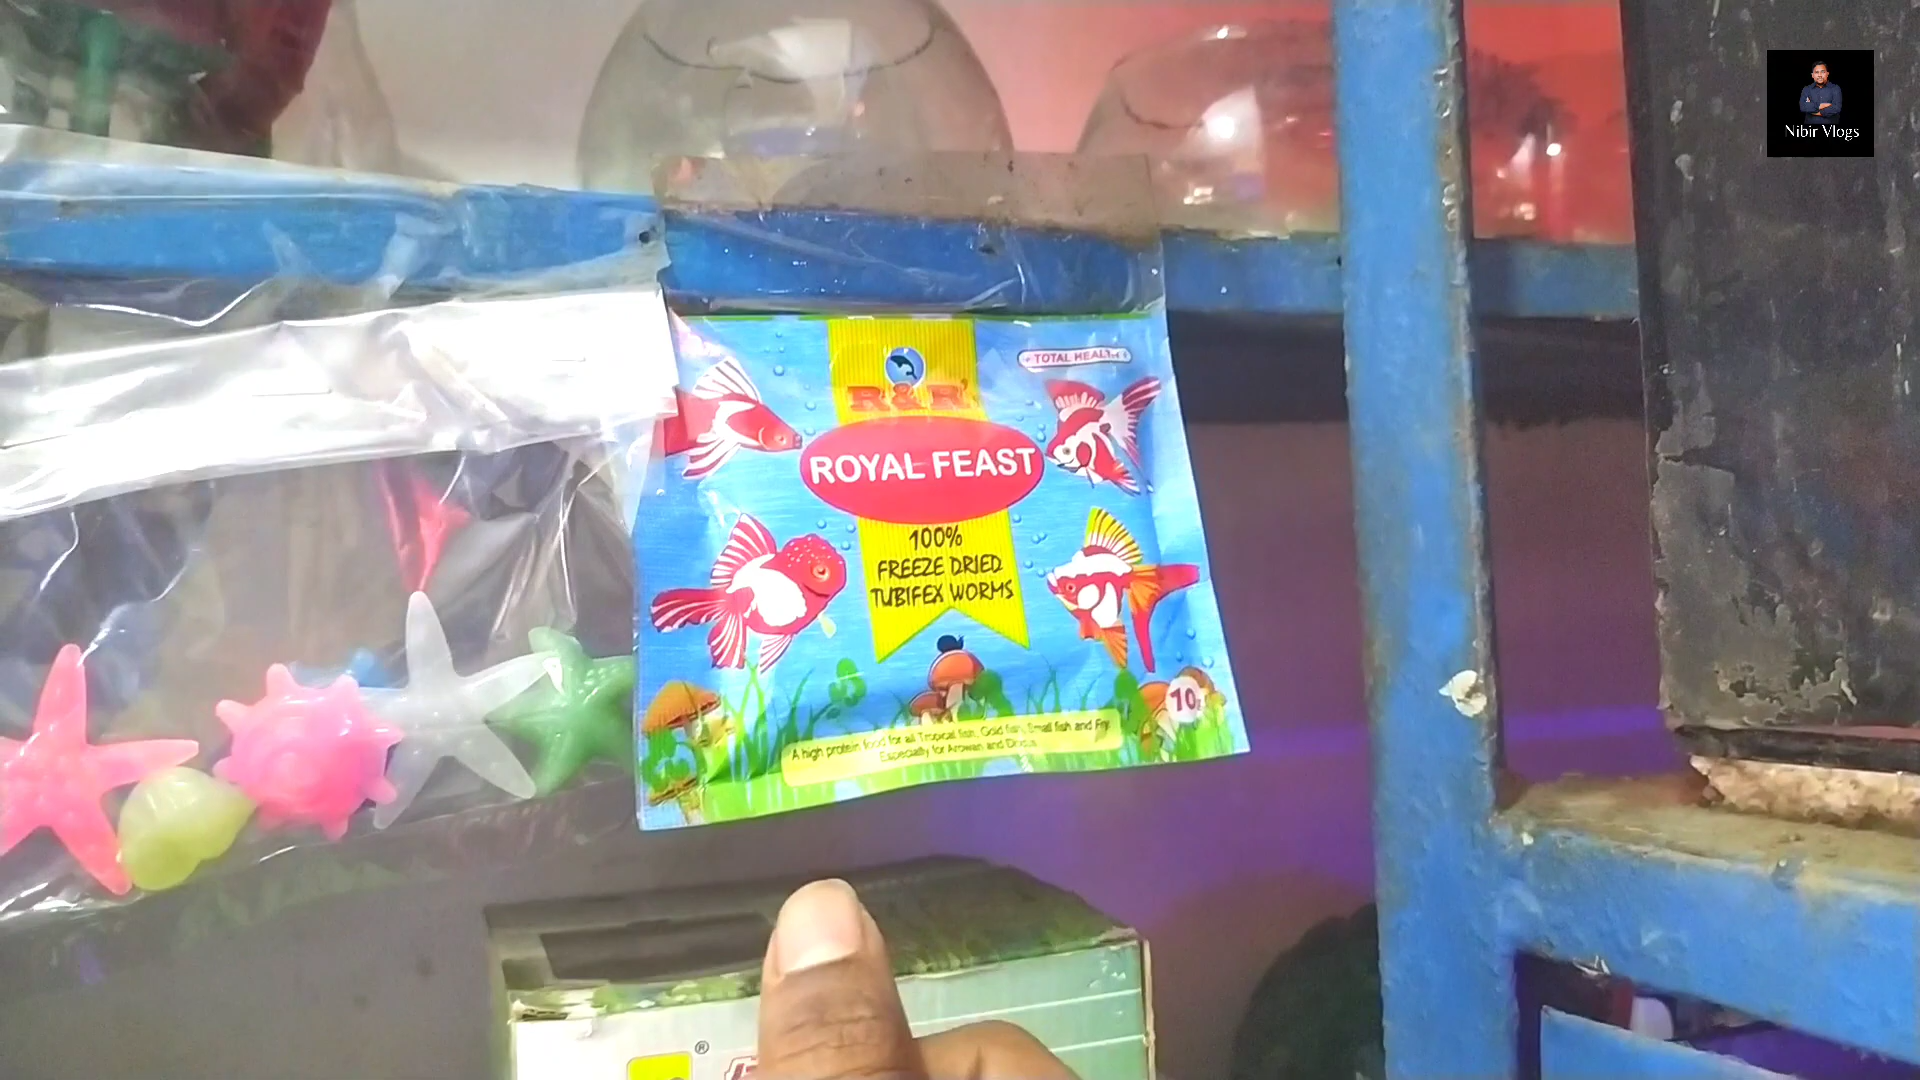 Nibir Vlogs
TOTAL HEALTH
R&R
ROYAL FEAST
100%
FREEZE DRIED
TUBIFEX WORMS
10g
A high protein food for all Tropical fish, Gold fish, Small fish and Fry.
Especially for Arowan and Discus
®